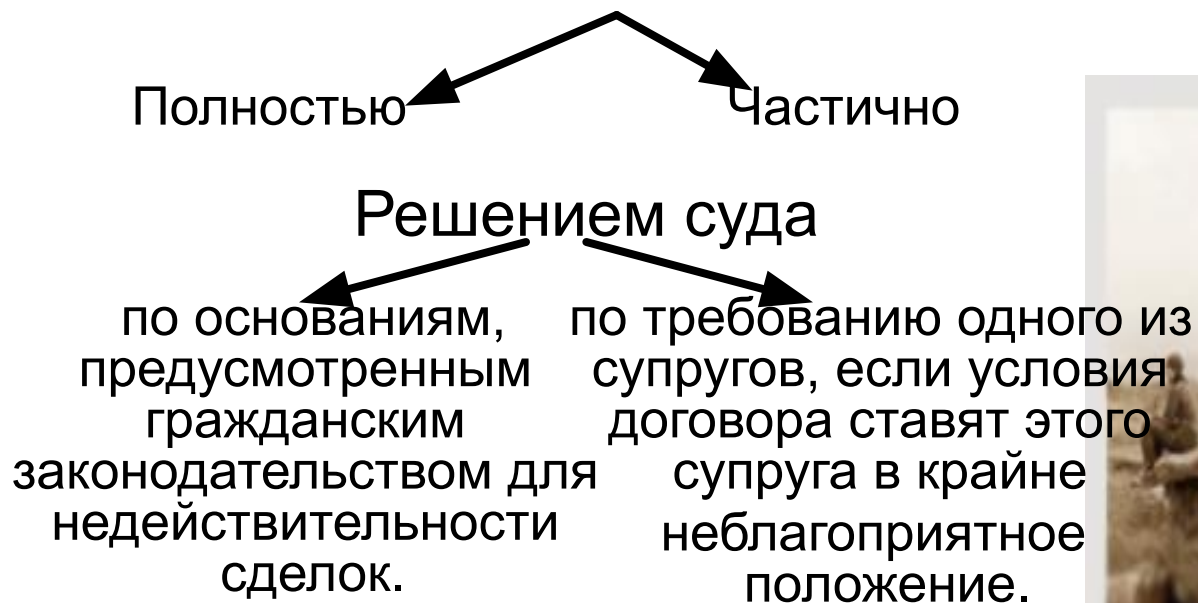 Полностью
Частично
Решением суда
по основаниям,
предусмотренным
гражданским
законодательством для
недействительности
сделок.
по требованию одного из
супругов, если условия
договора ставят этого
супруга в крайне
неблагоприятное
положение.